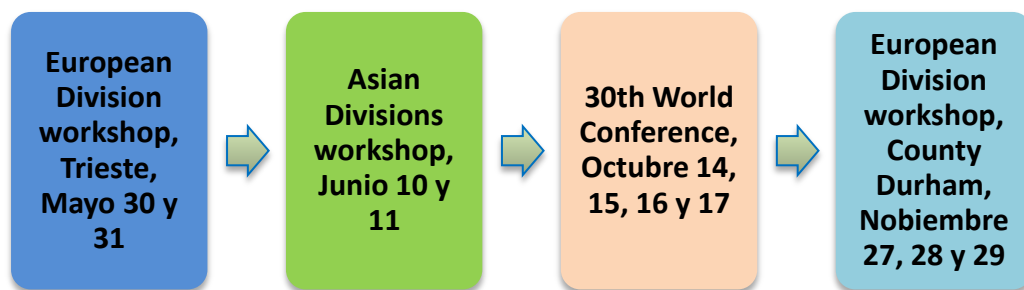 European
Division
workshop,
Trieste,
Mayo 30 y
31
Asian
Divisions
workshop,
Junio 10 y
11
30th World
Conference,
Octubre 14,
15, 16 y 17
European
Division
workshop,
County
Durham,
Nobiembre
27, 28 y 29